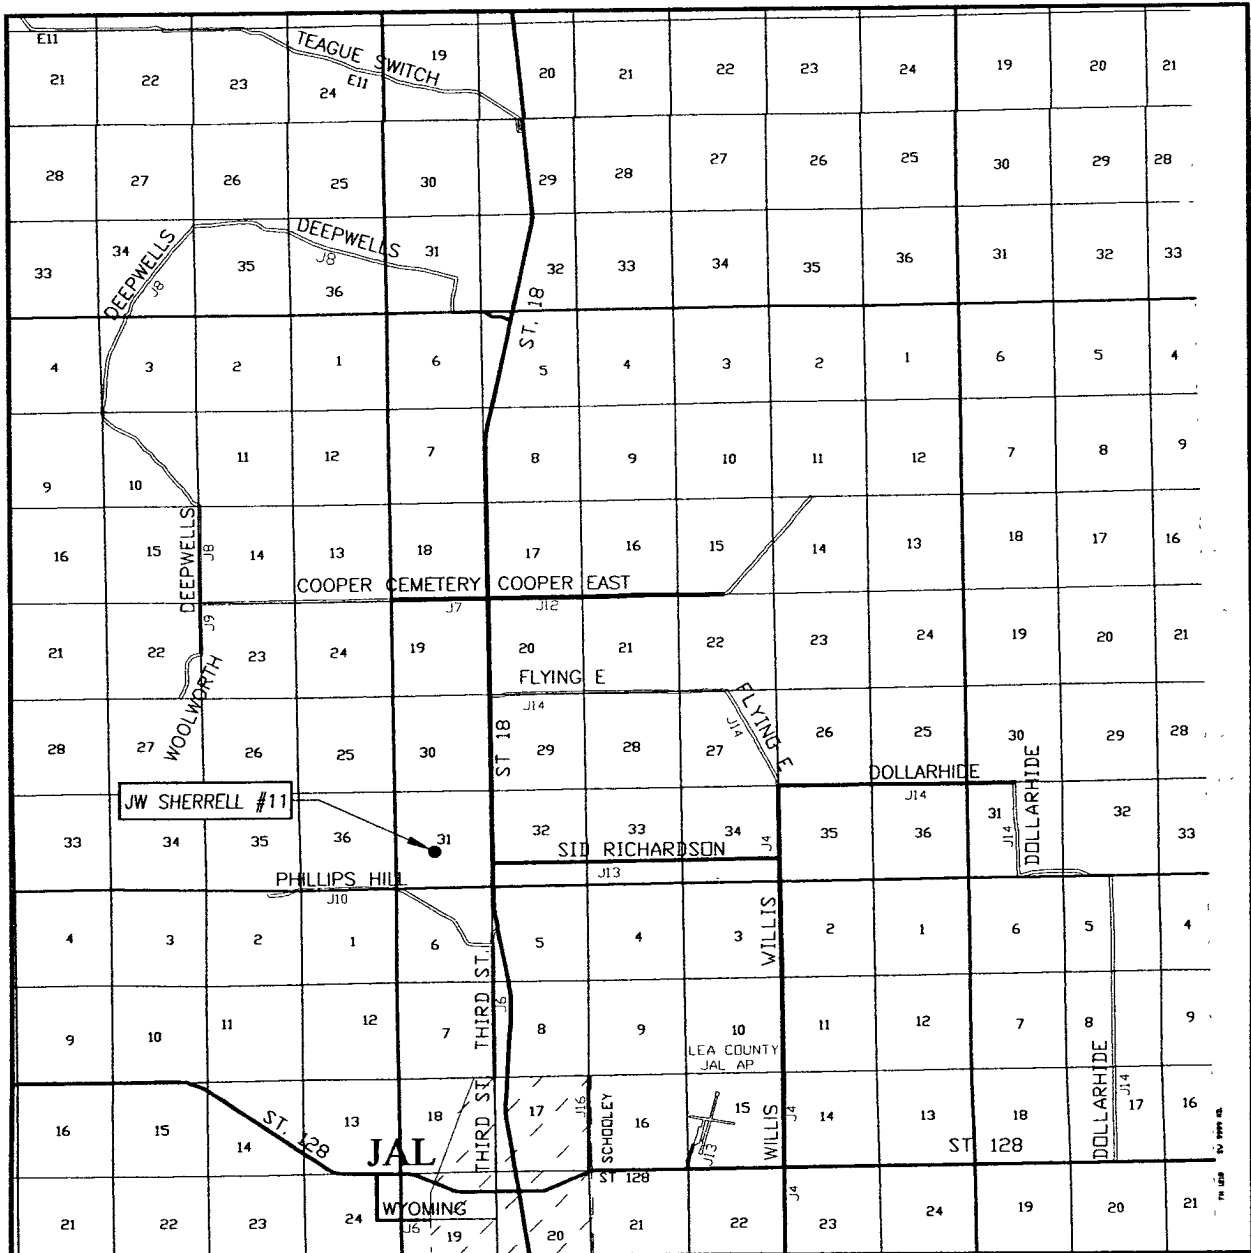 E11
TEAGUE SWITCH
E11
19
21 22 23 24 20 21 22 23 24 19 20 21
28 27 26 25 30 29 28 27 26 25 30 29 28
DEEPWELLS
J8
DEEPWELLS
J8
33 34 35 36 31 32 33 34 35 36 31 32 33
ST. 18
4 3 2 1 6 5 4 3 2 1 6 5 4
9 10 11 12 7 8 9 10 11 12 7 8 9
DEEPWELLS
J8
16 15 14 13 18 17 16 15 14 13 18 17 16
COOPER CEMETERY COOPER EAST
J7 J12
J9
21 22 23 24 19 20 21 22 23 24 19 20 21
WOOLWORTH
FLYING E
J14
FLYING E
J14
ST 18
28 27 26 25 30 29 28 27 26 25 30 29 28
DOLLARHIDE
J14
DOLLARHIDE
J14
JW SHERRELL #11
33 34 35 36 31 32 33 34 35 36 31 32 33
SID RICHARDSON
J13
J4
PHILLIPS HILL
J10
4 3 2 1 6 5 4 3 2 1 6 5 4
WILLIS
THIRD ST.
J6
9 10 11 12 7 8 9 10 11 12 7 8 9
LEA COUNTY
JAL AP
DOLLARHIDE
J14
16 15 14 13 18 17 16 15 14 13 18 17 16
ST. 128
JAL
THIRD ST
J16
SCHOOLEY
J13
WILLIS
J4
ST 128
ST 128
WYOMING
J6
J4
21 22 23 24 19 20 21 22 23 24 19 20 21